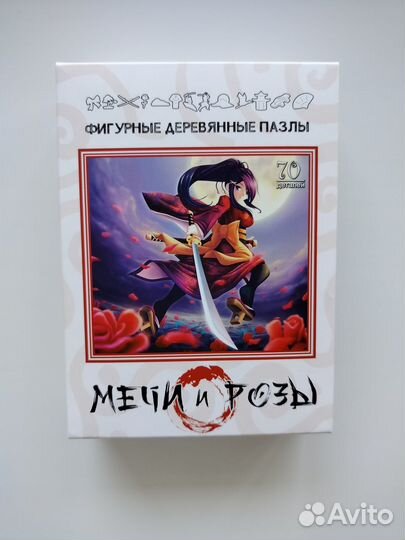 ФИГУРНЫЕ ДЕРЕВЯННЫЕ ПАЗЛЫ
70
деталей
МЕЧИ и РОЗЫ
Avito